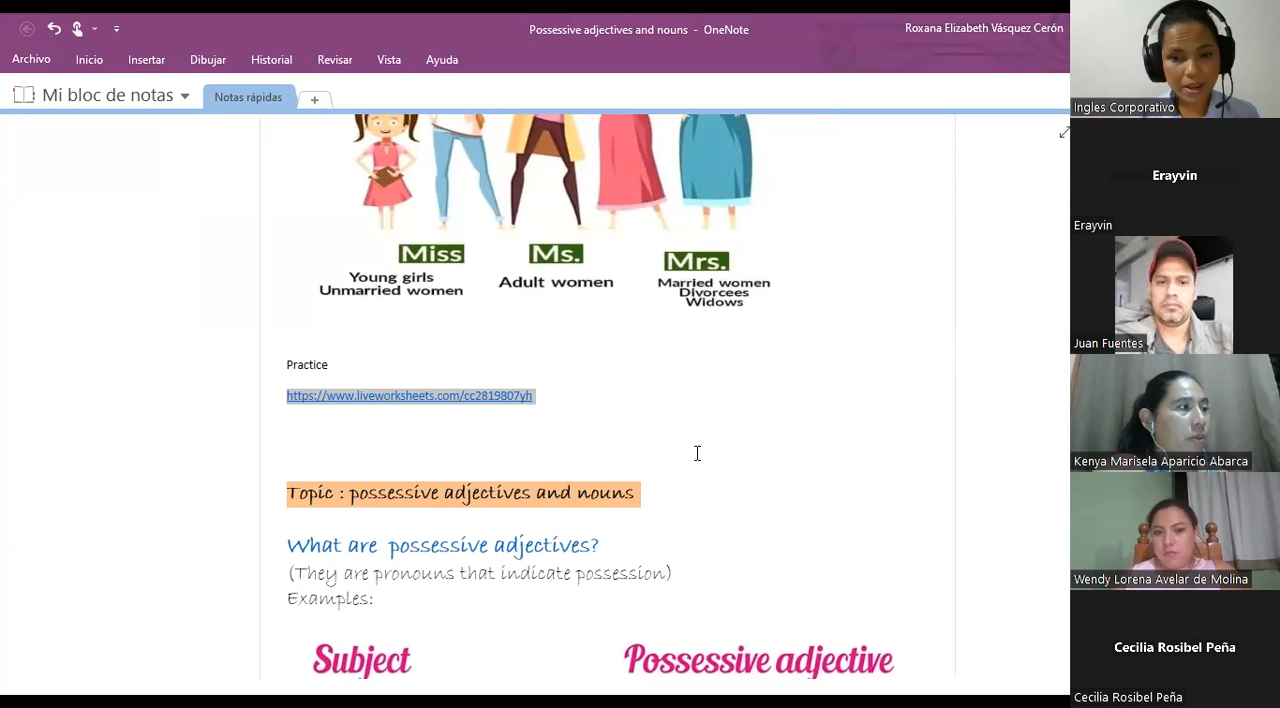 Possessive adjectives and nouns - OneNote
Roxana Elizabeth Vásquez Cerón
Archivo Inicio Insertar Dibujar Historial Revisar Vista Ayuda
Mi bloc de notas
Notas rápidas
Miss
Young girls
Unmarried women
Ms.
Adult women
Mrs.
Married women
Divorcees
Widows
Practice
https://www.liveworksheets.com/cc2819807yh
Topic : possessive adjectives and nouns
What are possessive adjectives?
(They are pronouns that indicate possession)
Examples:
Subject
Possessive adjective
Ingles Corporativo
Erayvin
Erayvin
Juan Fuentes
Kenya Marisela Aparicio Abarca
Wendy Lorena Avelar de Molina
Cecilia Rosibel Peña
Cecilia Rosibel Peña